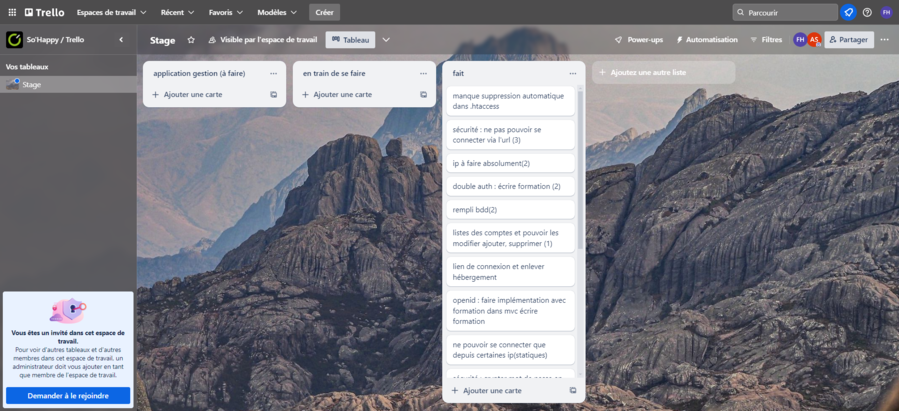 Trello Espaces de travail Récent Favoris Modèles Créer Parcourir FH
So'Happy / Trello
Stage Visible par l'espace de travail Tableau Power-ups Automatisation Filtres FH AS Partager
Vos tableaux
Stage
application gestion (à faire)
Ajouter une carte
en train de se faire
Ajouter une carte
fait
manque suppression automatique
dans .htaccess
sécurité : ne pas pouvoir se
connecter via l'url (3)
ip à faire absolument(2)
double auth : écrire formation (2)
rempli bdd(2)
listes des comptes et pouvoir les
modifier ajouter, supprimer (1)
lien de connexion et enlever
hébergement
openid : faire implémentation avec
formation dans mvc écrire
formation
ne pouvoir se connecter que
depuis certaines ip(statiques)
Ajouter une carte
Ajoutez une autre liste
Vous êtes un invité dans cet espace de
travail.
Pour voir d'autres tableaux et d'autres
membres dans cet espace de travail, un
administrateur doit vous ajouter en tant
que membre de l'espace de travail.
Demander à le rejoindre